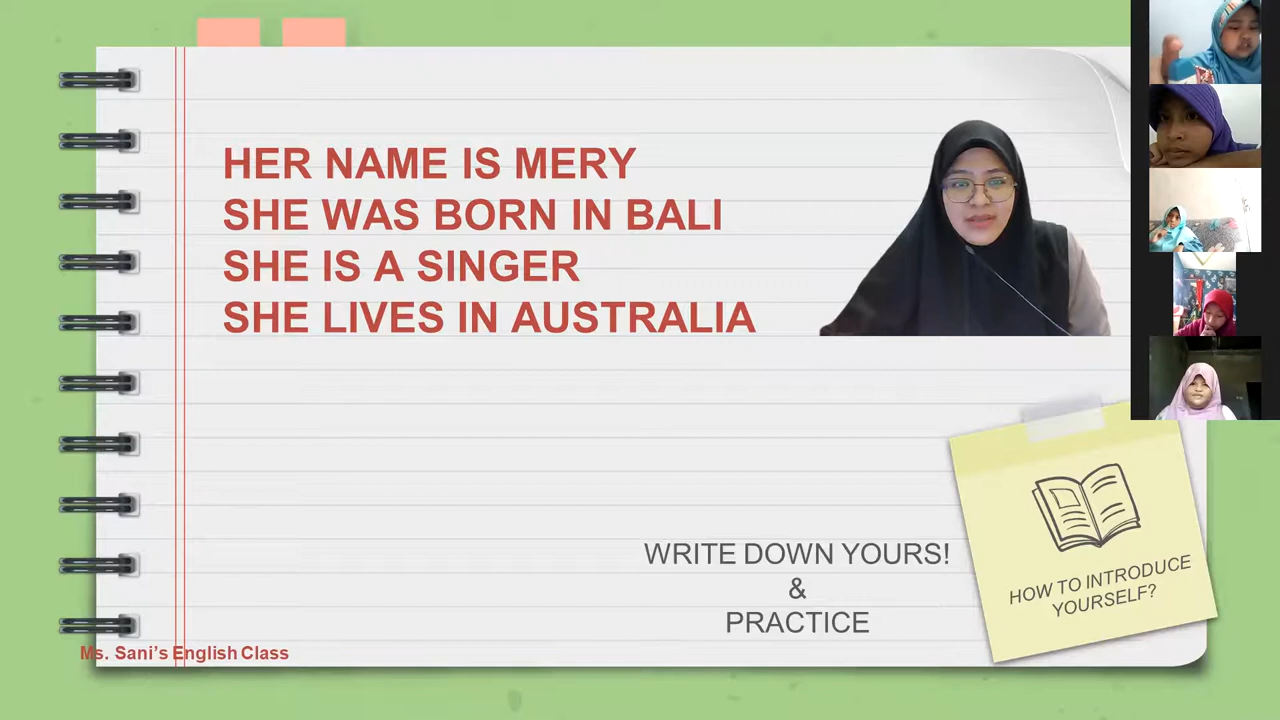 HER NAME IS MERY
SHE WAS BORN IN BALI
SHE IS A SINGER
SHE LIVES IN AUSTRALIA
WRITE DOWN YOURS!
&
PRACTICE
HOW TO INTRODUCE
YOURSELF?
Ms. Sani's English Class